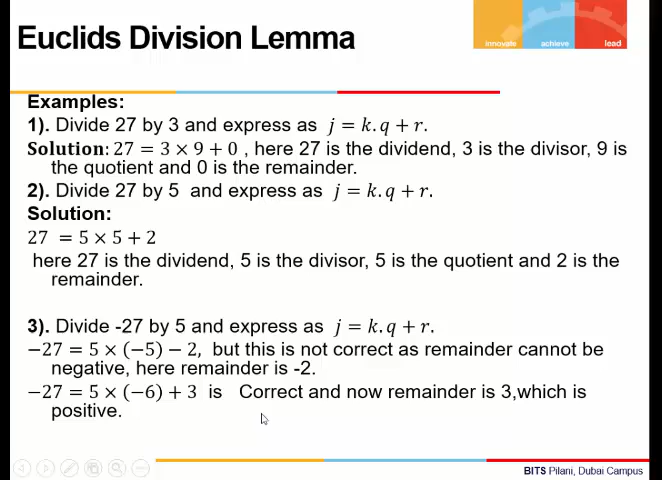 Euclids Division Lemma
innovate achieve lead
Examples:
1). Divide 27 by 3 and express as j = k.q + r.
Solution: 27 = 3 × 9 + 0 , here 27 is the dividend, 3 is the divisor, 9 is
the quotient and 0 is the remainder.
2). Divide 27 by 5 and express as j = k.q + r.
Solution:
27 = 5 × 5 + 2
here 27 is the dividend, 5 is the divisor, 5 is the quotient and 2 is the
remainder.
3). Divide -27 by 5 and express as j = k.q + r.
−27 = 5 × (−5) − 2, but this is not correct as remainder cannot be
negative, here remainder is -2.
−27 = 5 × (−6) + 3 is Correct and now remainder is 3,which is
positive.
BITS Pilani, Dubai Campus